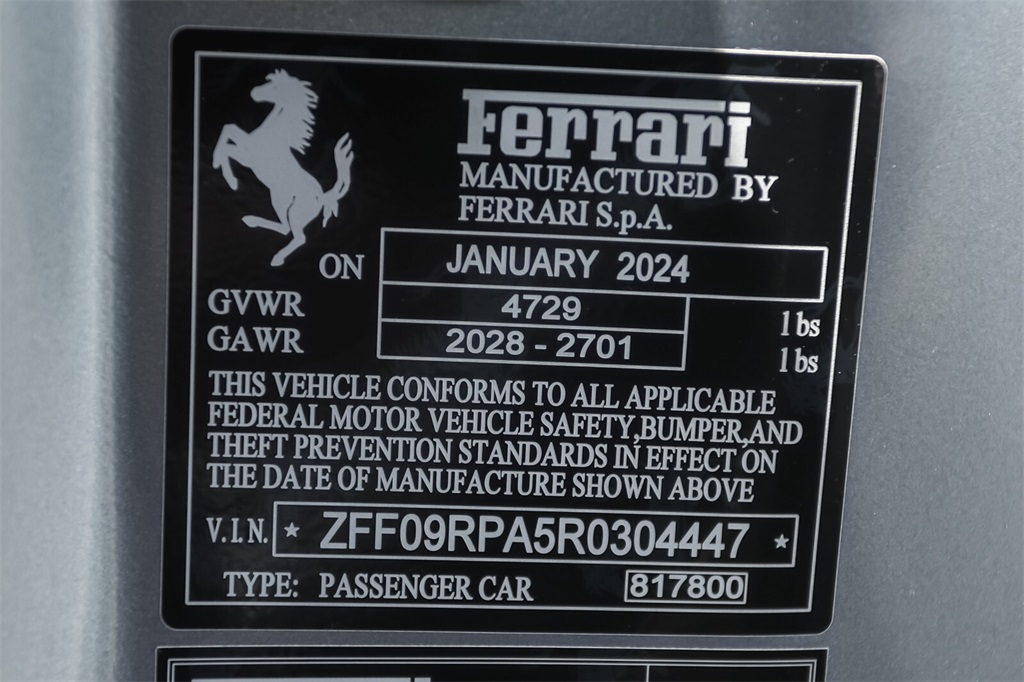 Ferrari
MANUFACTURED BY
FERRARI S.p.A.
ON JANUARY 2024
GVWR 4729 lbs
GAWR 2028 - 2701 lbs
THIS VEHICLE CONFORMS TO ALL APPLICABLE
FEDERAL MOTOR VEHICLE SAFETY,BUMPER,AND
THEFT PREVENTION STANDARDS IN EFFECT ON
THE DATE OF MANUFACTURE SHOWN ABOVE
V.I.N. ★ ZFF09RPA5R0304447 ★
TYPE: PASSENGER CAR 817800